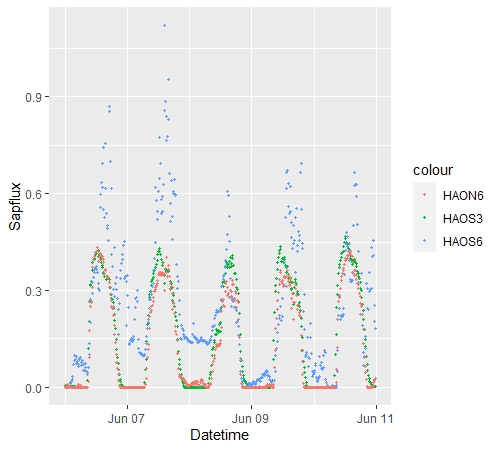 0.9
0.6
0.3
0.0
Sapflux
Jun 07
Jun 09
Jun 11
Datetime
colour
HAON6
HAOS3
HAOS6